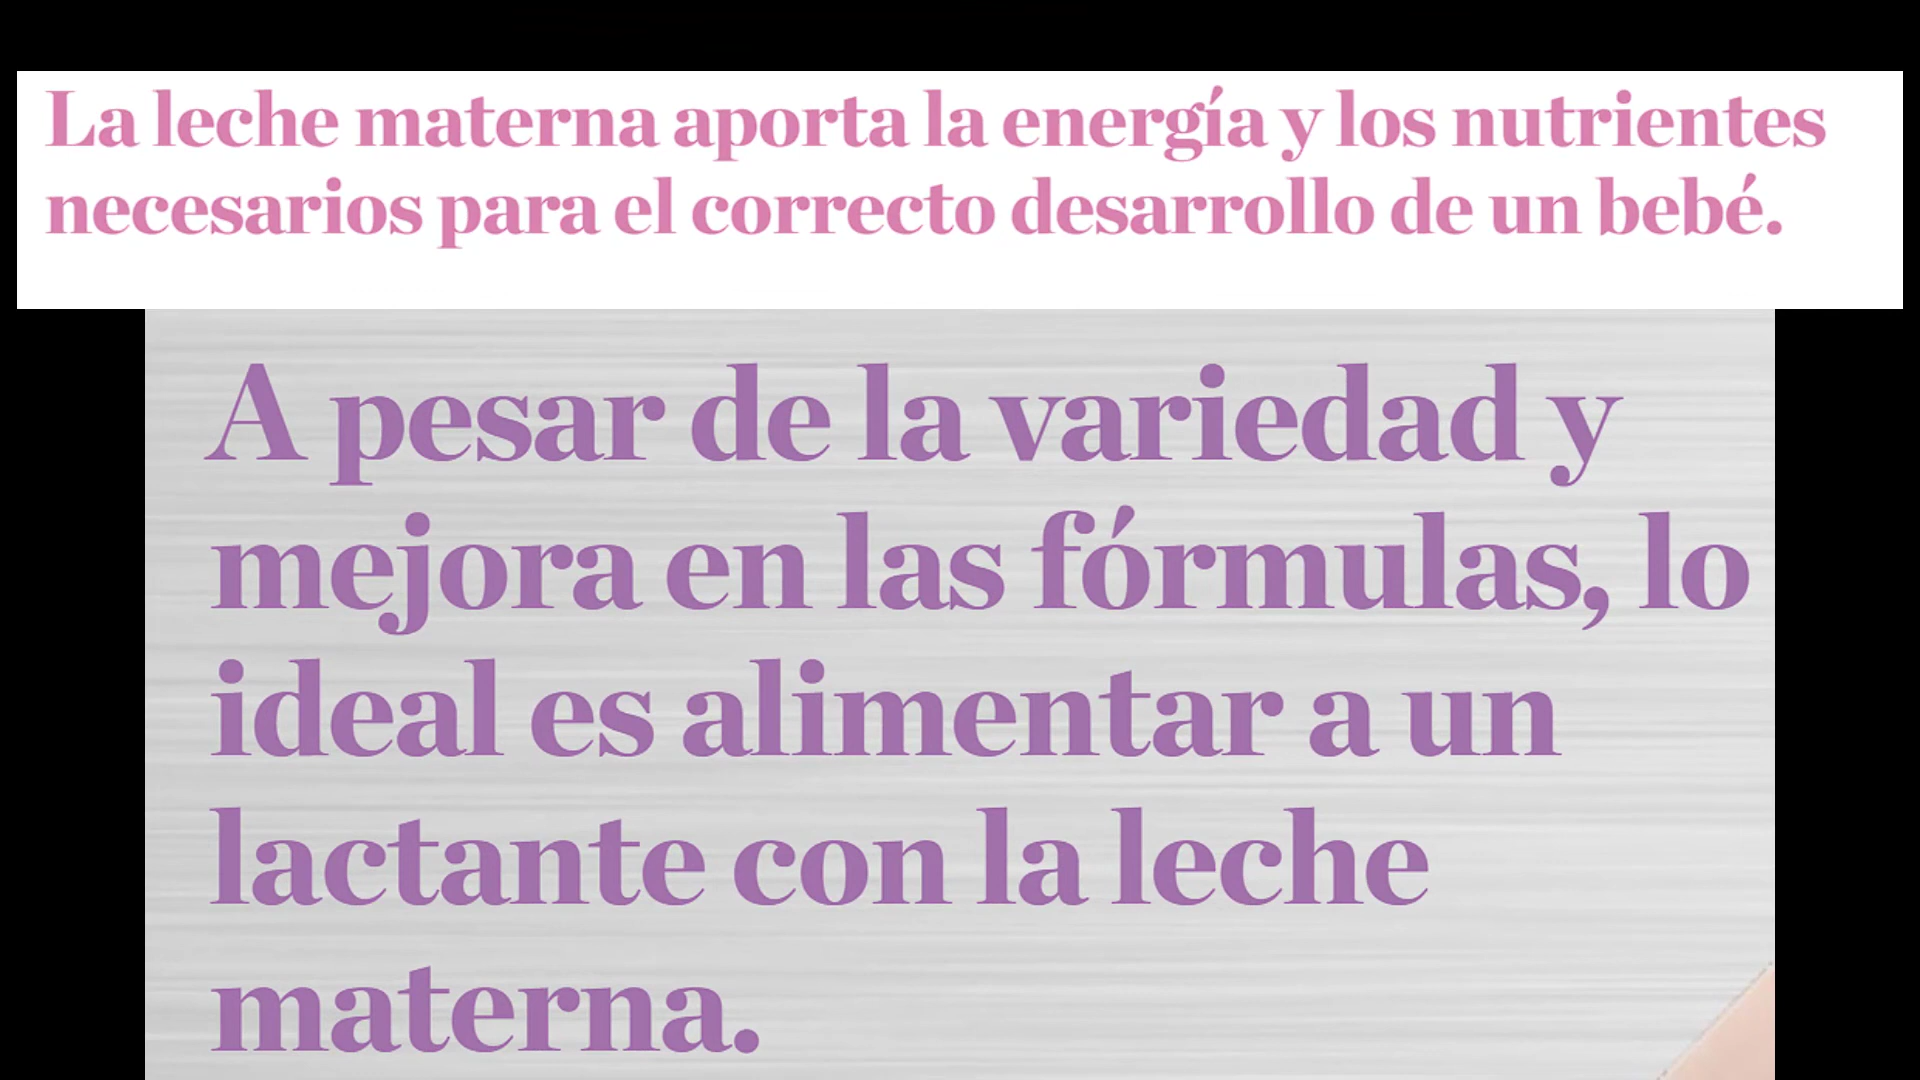 La leche materna aporta la energía y los nutrientes
necesarios para el correcto desarrollo de un bebé.
A pesar de la variedad y
mejora en las fórmulas, lo
ideal es alimentar a un
lactante con la leche
materna.